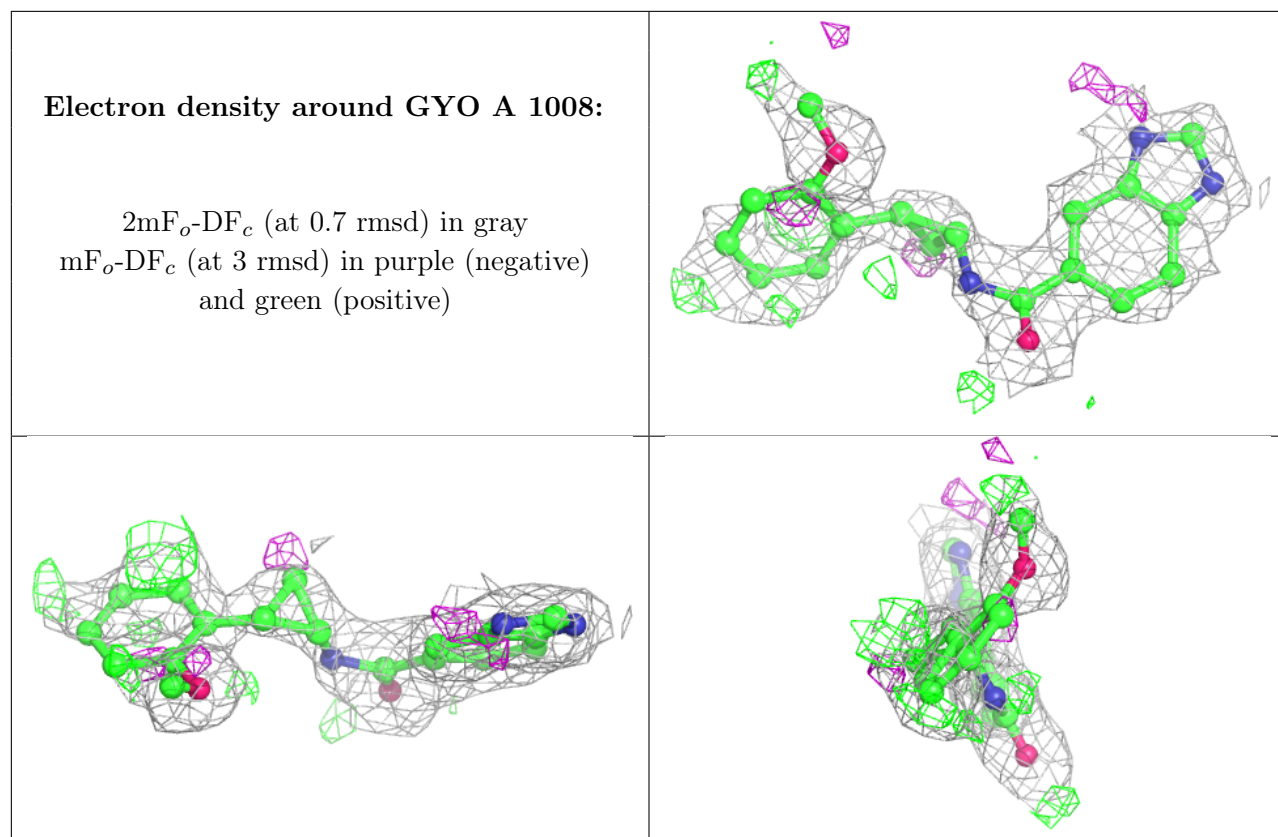 Electron density around GYO A 1008:
2mFo-DFc (at 0.7 rmsd) in gray
mFo-DFc (at 3 rmsd) in purple (negative)
and green (positive)